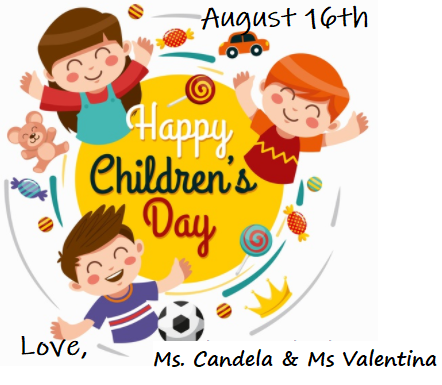 August 16th
Happy
Children's
Day
Love,
Ms. Candela & Ms Valentina